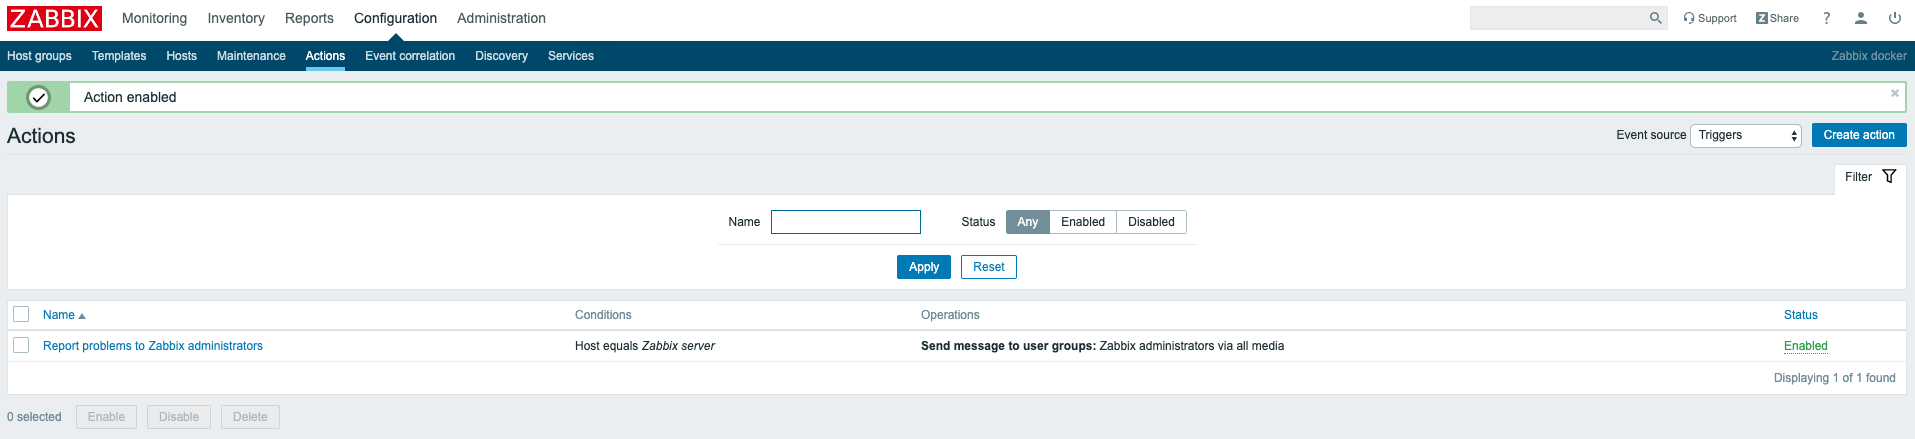 ZABBIX Monitoring Inventory Reports Configuration Administration Support Z Share ?
Host groups Templates Hosts Maintenance Actions Event correlation Discovery Services Zabbix docker
Action enabled
Actions Event source Triggers Create action
Filter
Name Status Any Enabled Disabled
Apply Reset
Name Conditions Operations Status
Report problems to Zabbix administrators Host equals Zabbix server Send message to user groups: Zabbix administrators via all media Enabled
Displaying 1 of 1 found
0 selected Enable Disable Delete